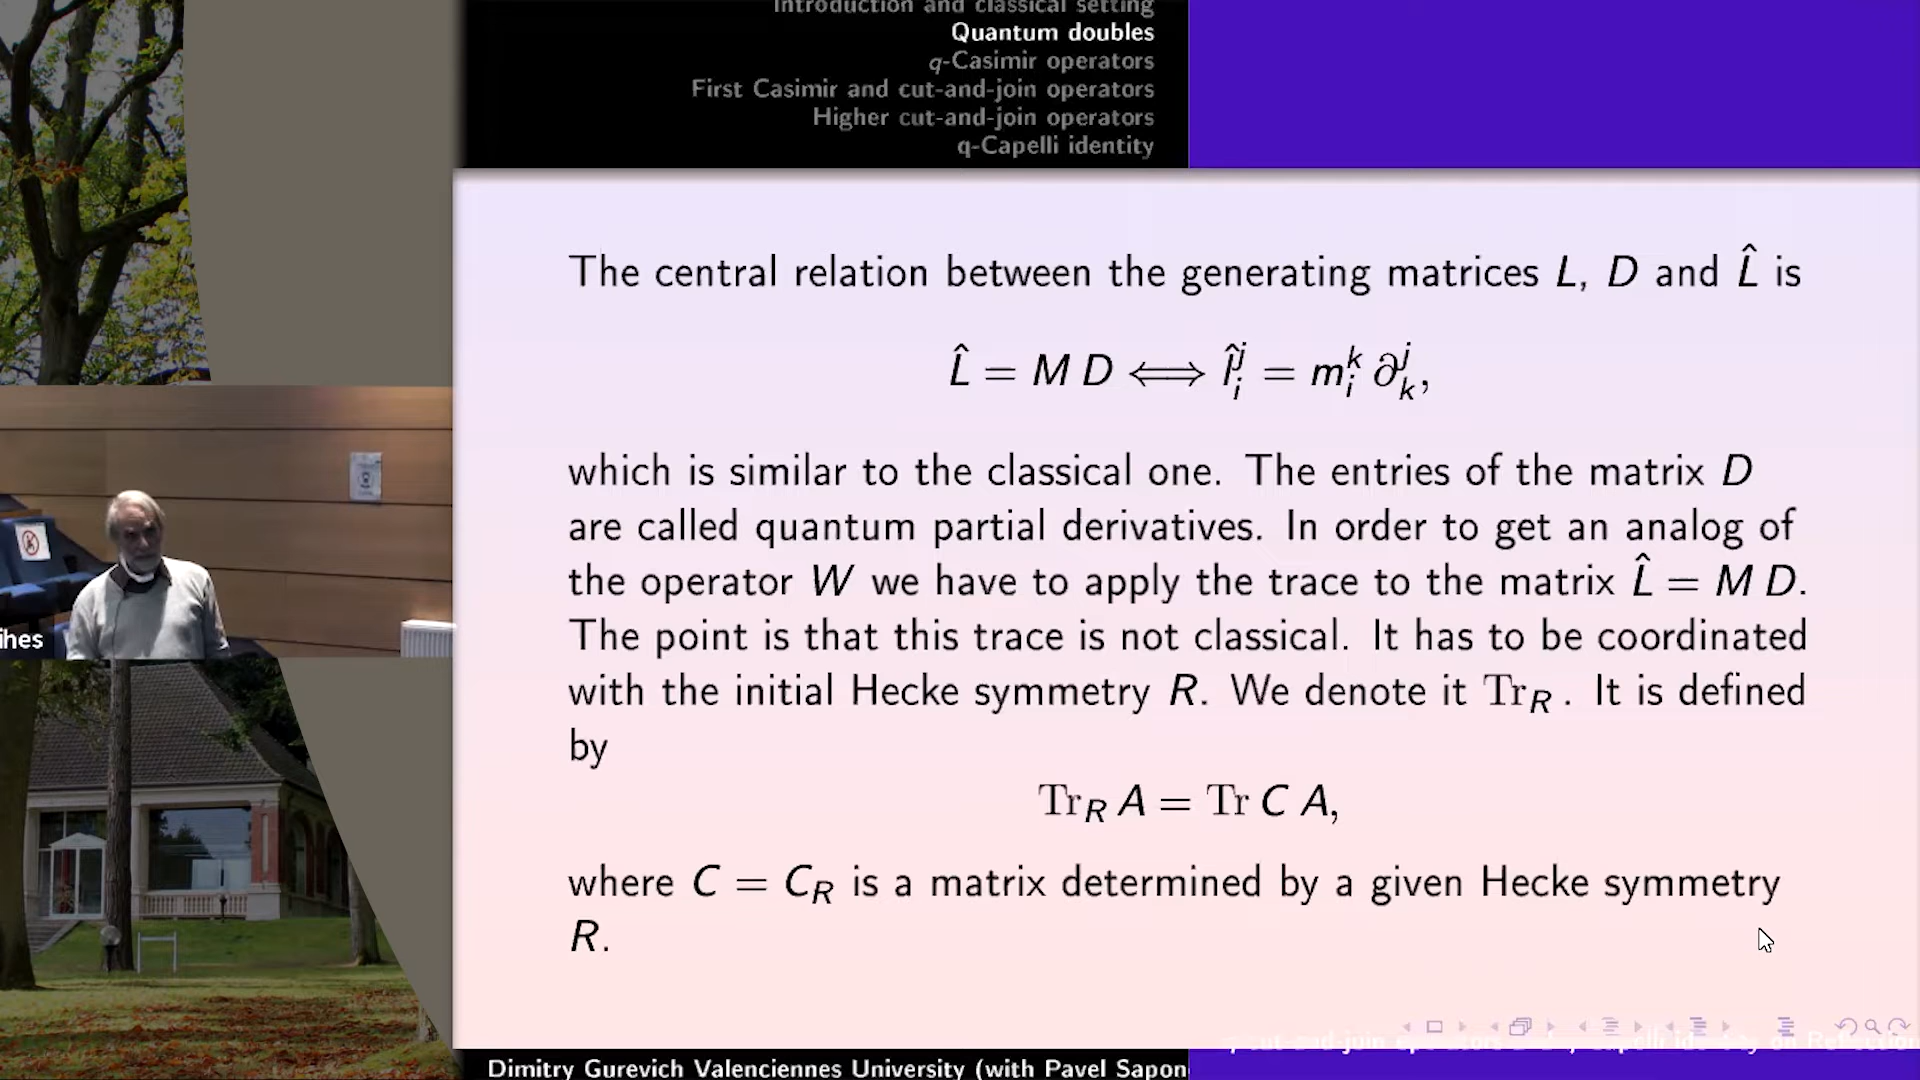 Introduction and classical setting
Quantum doubles
q-Casimir operators
First Casimir and cut-and-join operators
Higher cut-and-join operators
q-Capelli identity
The central relation between the generating matrices L, D and L̂ is
L̂ = M D ⟺ l̂_i^j = m_i^k ∂_k^j,
which is similar to the classical one. The entries of the matrix D
are called quantum partial derivatives. In order to get an analog of
the operator W we have to apply the trace to the matrix L̂ = M D.
The point is that this trace is not classical. It has to be coordinated
with the initial Hecke symmetry R. We denote it Tr_R . It is defined
by
Tr_R A = Tr C A,
where C = C_R is a matrix determined by a given Hecke symmetry
R.
ihes
Dimitry Gurevich Valenciennes University (with Pavel Sapon